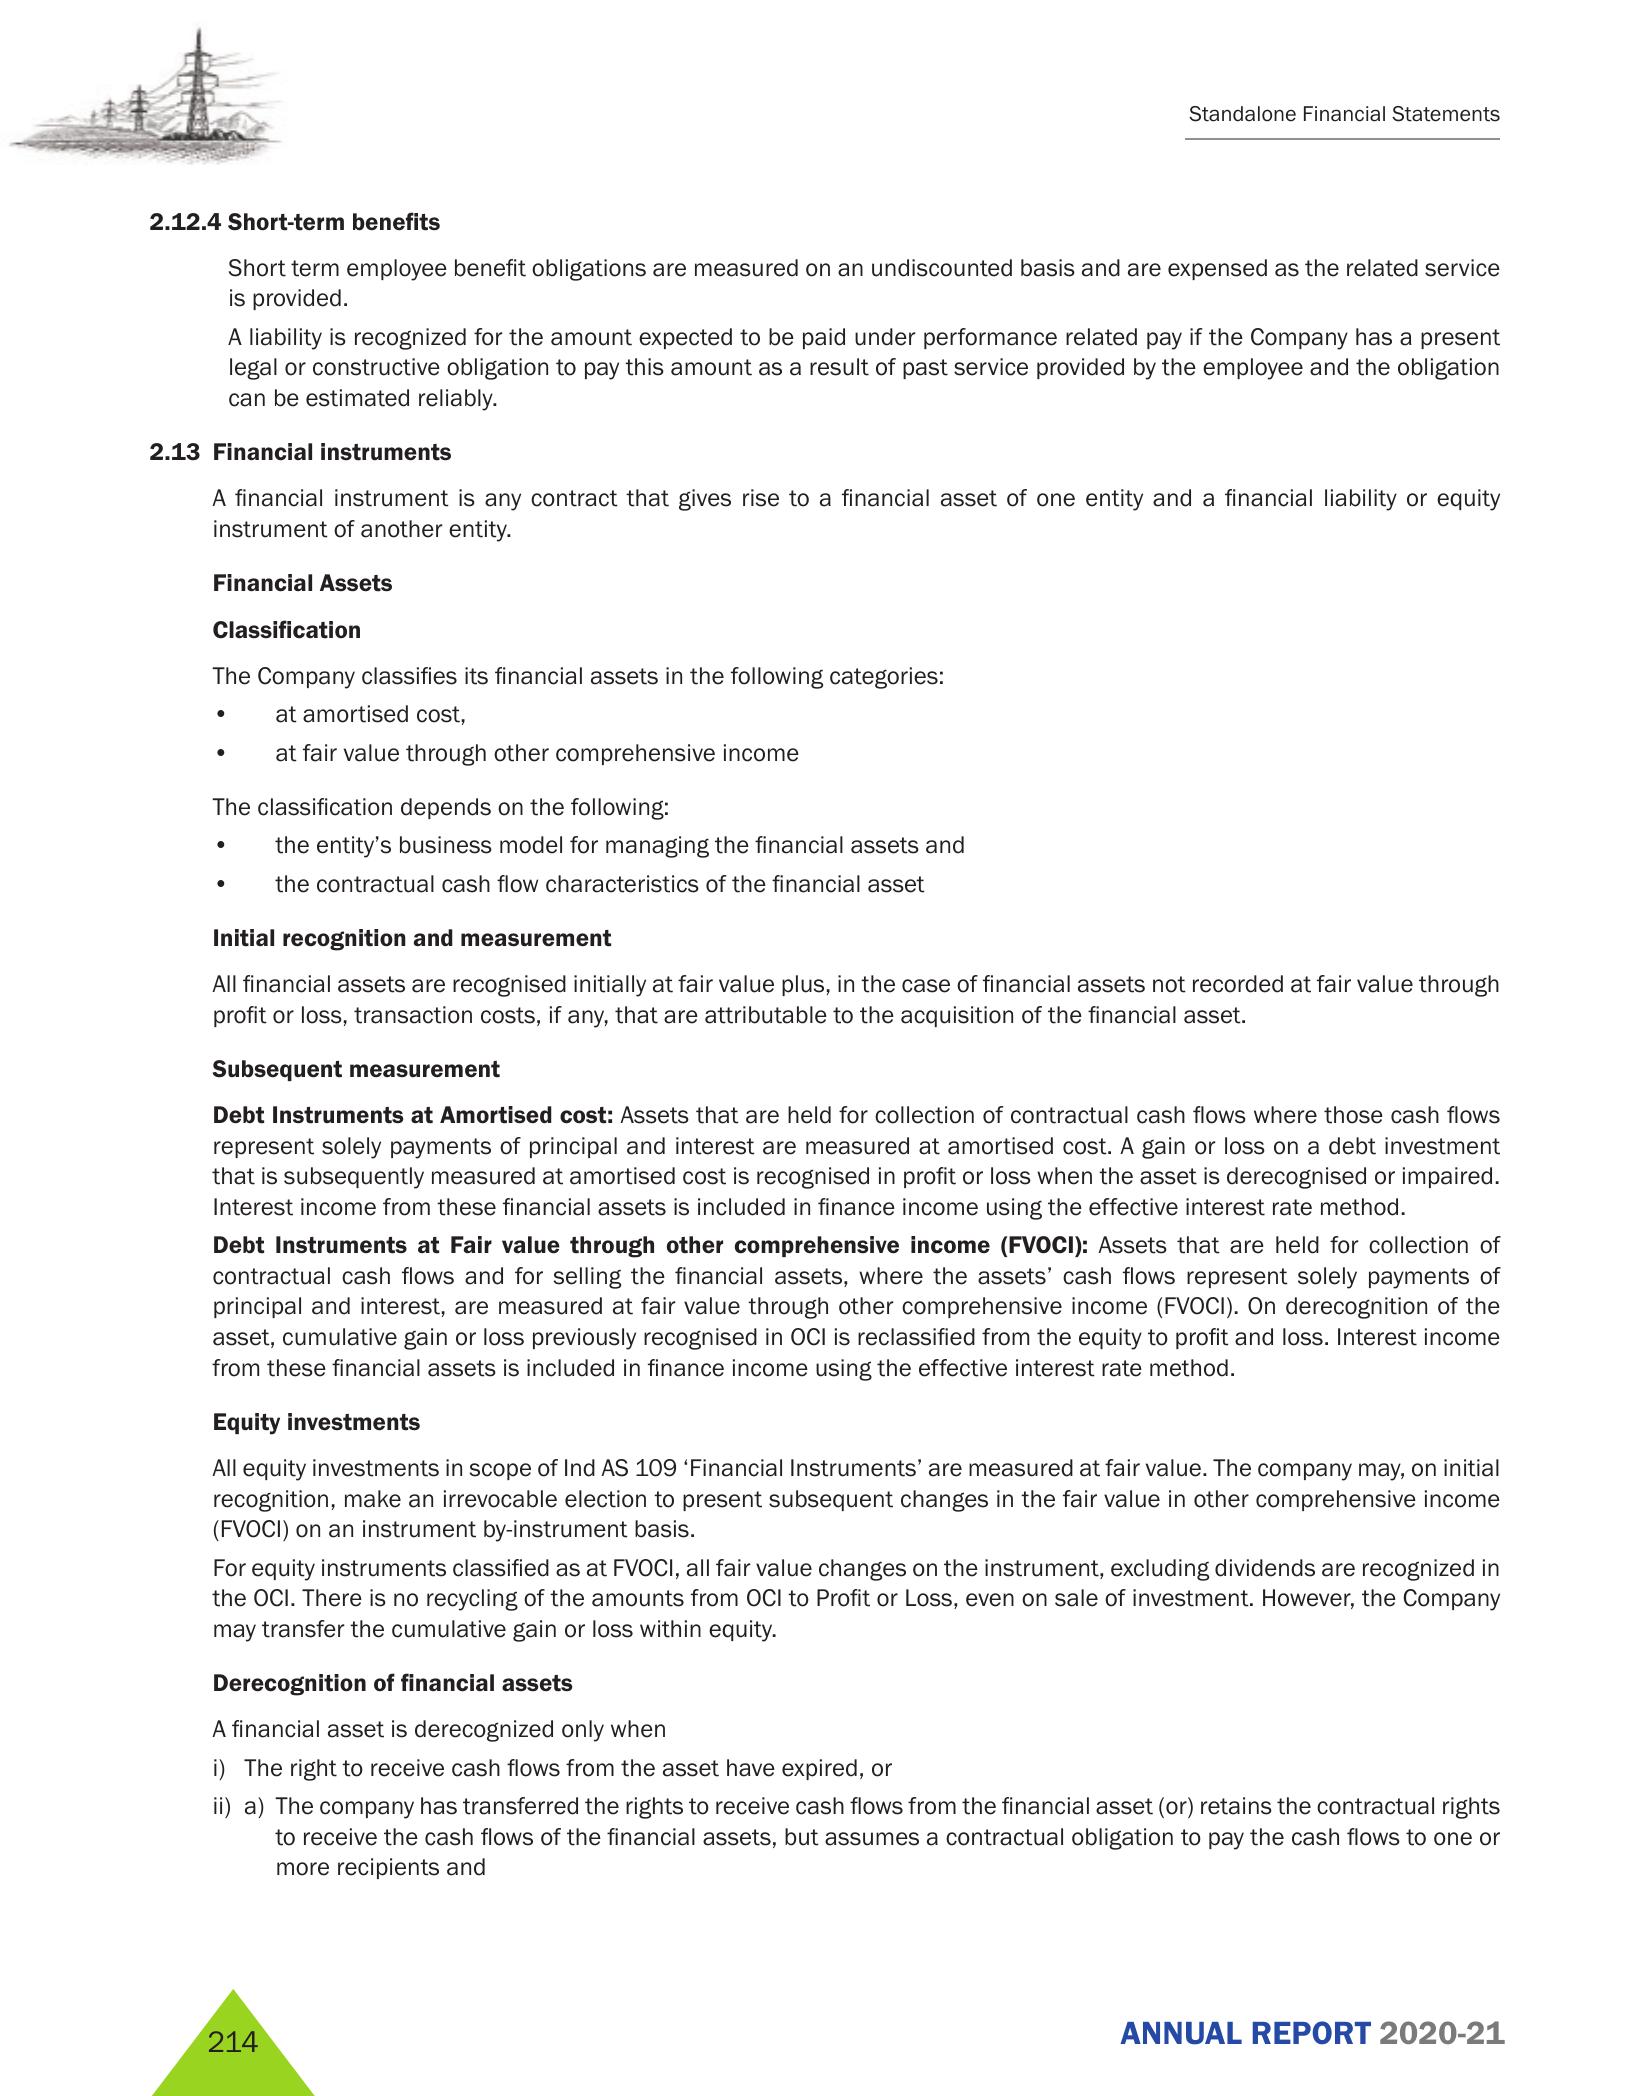 Standalone Financial Statements
2.12.4 Short-term benefits
Short term employee benefit obligations are measured on an undiscounted basis and are expensed as the related service
is provided.
A liability is recognized for the amount expected to be paid under performance related pay if the Company has a present
legal or constructive obligation to pay this amount as a result of past service provided by the employee and the obligation
can be estimated reliably.
2.13 Financial instruments
A financial instrument is any contract that gives rise to a financial asset of one entity and a financial liability or equity
instrument of another entity.
Financial Assets
Classification
The Company classifies its financial assets in the following categories:
• at amortised cost,
• at fair value through other comprehensive income
The classification depends on the following:
• the entity’s business model for managing the financial assets and
• the contractual cash flow characteristics of the financial asset
Initial recognition and measurement
All financial assets are recognised initially at fair value plus, in the case of financial assets not recorded at fair value through
profit or loss, transaction costs, if any, that are attributable to the acquisition of the financial asset.
Subsequent measurement
Debt Instruments at Amortised cost: Assets that are held for collection of contractual cash flows where those cash flows
represent solely payments of principal and interest are measured at amortised cost. A gain or loss on a debt investment
that is subsequently measured at amortised cost is recognised in profit or loss when the asset is derecognised or impaired.
Interest income from these financial assets is included in finance income using the effective interest rate method.
Debt Instruments at Fair value through other comprehensive income (FVOCI): Assets that are held for collection of
contractual cash flows and for selling the financial assets, where the assets’ cash flows represent solely payments of
principal and interest, are measured at fair value through other comprehensive income (FVOCI). On derecognition of the
asset, cumulative gain or loss previously recognised in OCI is reclassified from the equity to profit and loss. Interest income
from these financial assets is included in finance income using the effective interest rate method.
Equity investments
All equity investments in scope of Ind AS 109 ‘Financial Instruments’ are measured at fair value. The company may, on initial
recognition, make an irrevocable election to present subsequent changes in the fair value in other comprehensive income
(FVOCI) on an instrument by-instrument basis.
For equity instruments classified as at FVOCI, all fair value changes on the instrument, excluding dividends are recognized in
the OCI. There is no recycling of the amounts from OCI to Profit or Loss, even on sale of investment. However, the Company
may transfer the cumulative gain or loss within equity.
Derecognition of financial assets
A financial asset is derecognized only when
i) The right to receive cash flows from the asset have expired, or
ii) a) The company has transferred the rights to receive cash flows from the financial asset (or) retains the contractual rights
to receive the cash flows of the financial assets, but assumes a contractual obligation to pay the cash flows to one or
more recipients and
214
ANNUAL REPORT 2020-21